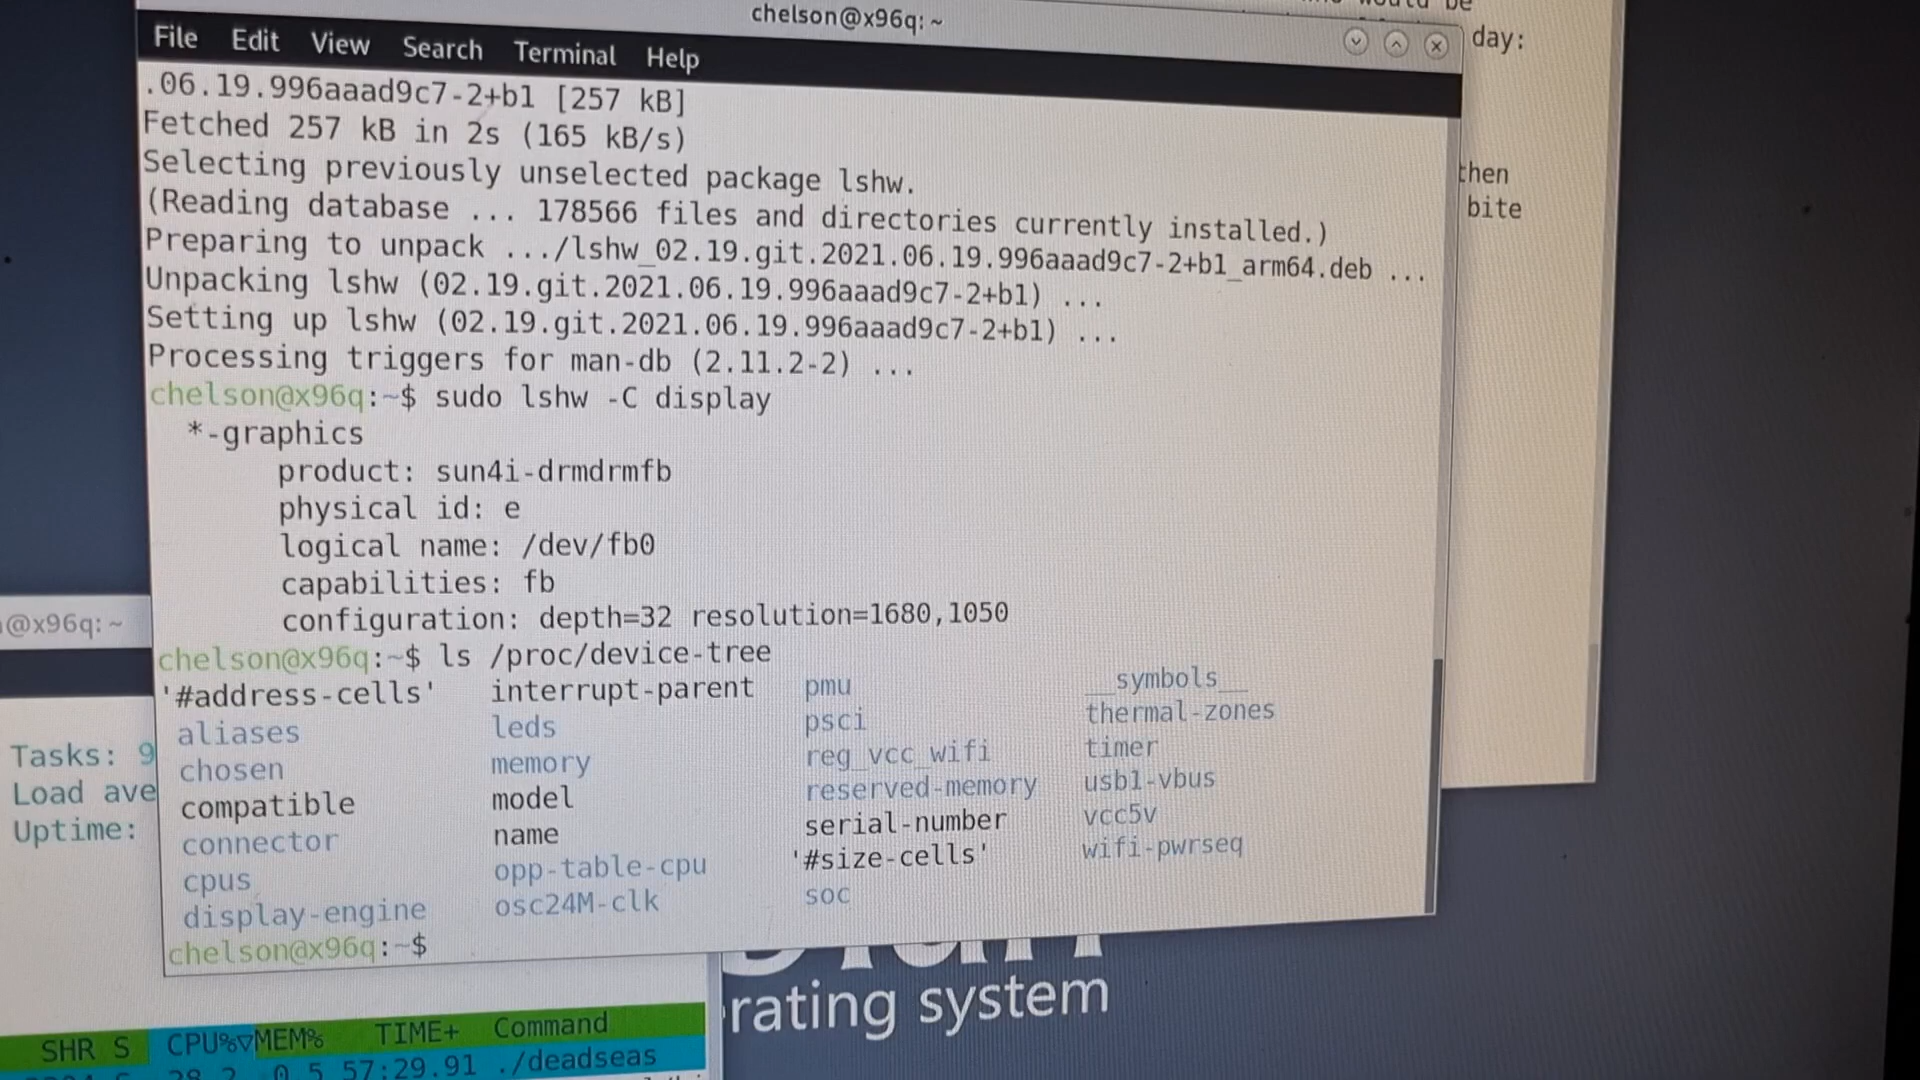 chelson@x96q: ~
File Edit View Search Terminal Help
.06.19.996aaad9c7-2+b1 [257 kB]
Fetched 257 kB in 2s (165 kB/s)
Selecting previously unselected package lshw.
(Reading database ... 178566 files and directories currently installed.)
Preparing to unpack .../lshw_02.19.git.2021.06.19.996aaad9c7-2+b1_arm64.deb ...
Unpacking lshw (02.19.git.2021.06.19.996aaad9c7-2+b1) ...
Setting up lshw (02.19.git.2021.06.19.996aaad9c7-2+b1) ...
Processing triggers for man-db (2.11.2-2) ...
chelson@x96q:~$ sudo lshw -C display
*-graphics
product: sun4i-drmdrmfb
physical id: e
logical name: /dev/fb0
capabilities: fb
configuration: depth=32 resolution=1680,1050
chelson@x96q:~$ ls /proc/device-tree
'#address-cells' interrupt-parent pmu __symbols__
aliases leds psci thermal-zones
chosen memory reg_vcc_wifi timer
compatible model reserved-memory usb1-vbus
connector name serial-number vcc5v
cpus opp-table-cpu '#size-cells' wifi-pwrseq
display-engine osc24M-clk soc
chelson@x96q:~$
be
day:
then
bite
@x96q: ~
Tasks: 9
Load ave
Uptime:
rating system
SHR S CPU%▽MEM% TIME+ Command
28.2 0.5 57:29.91 ./deadseas